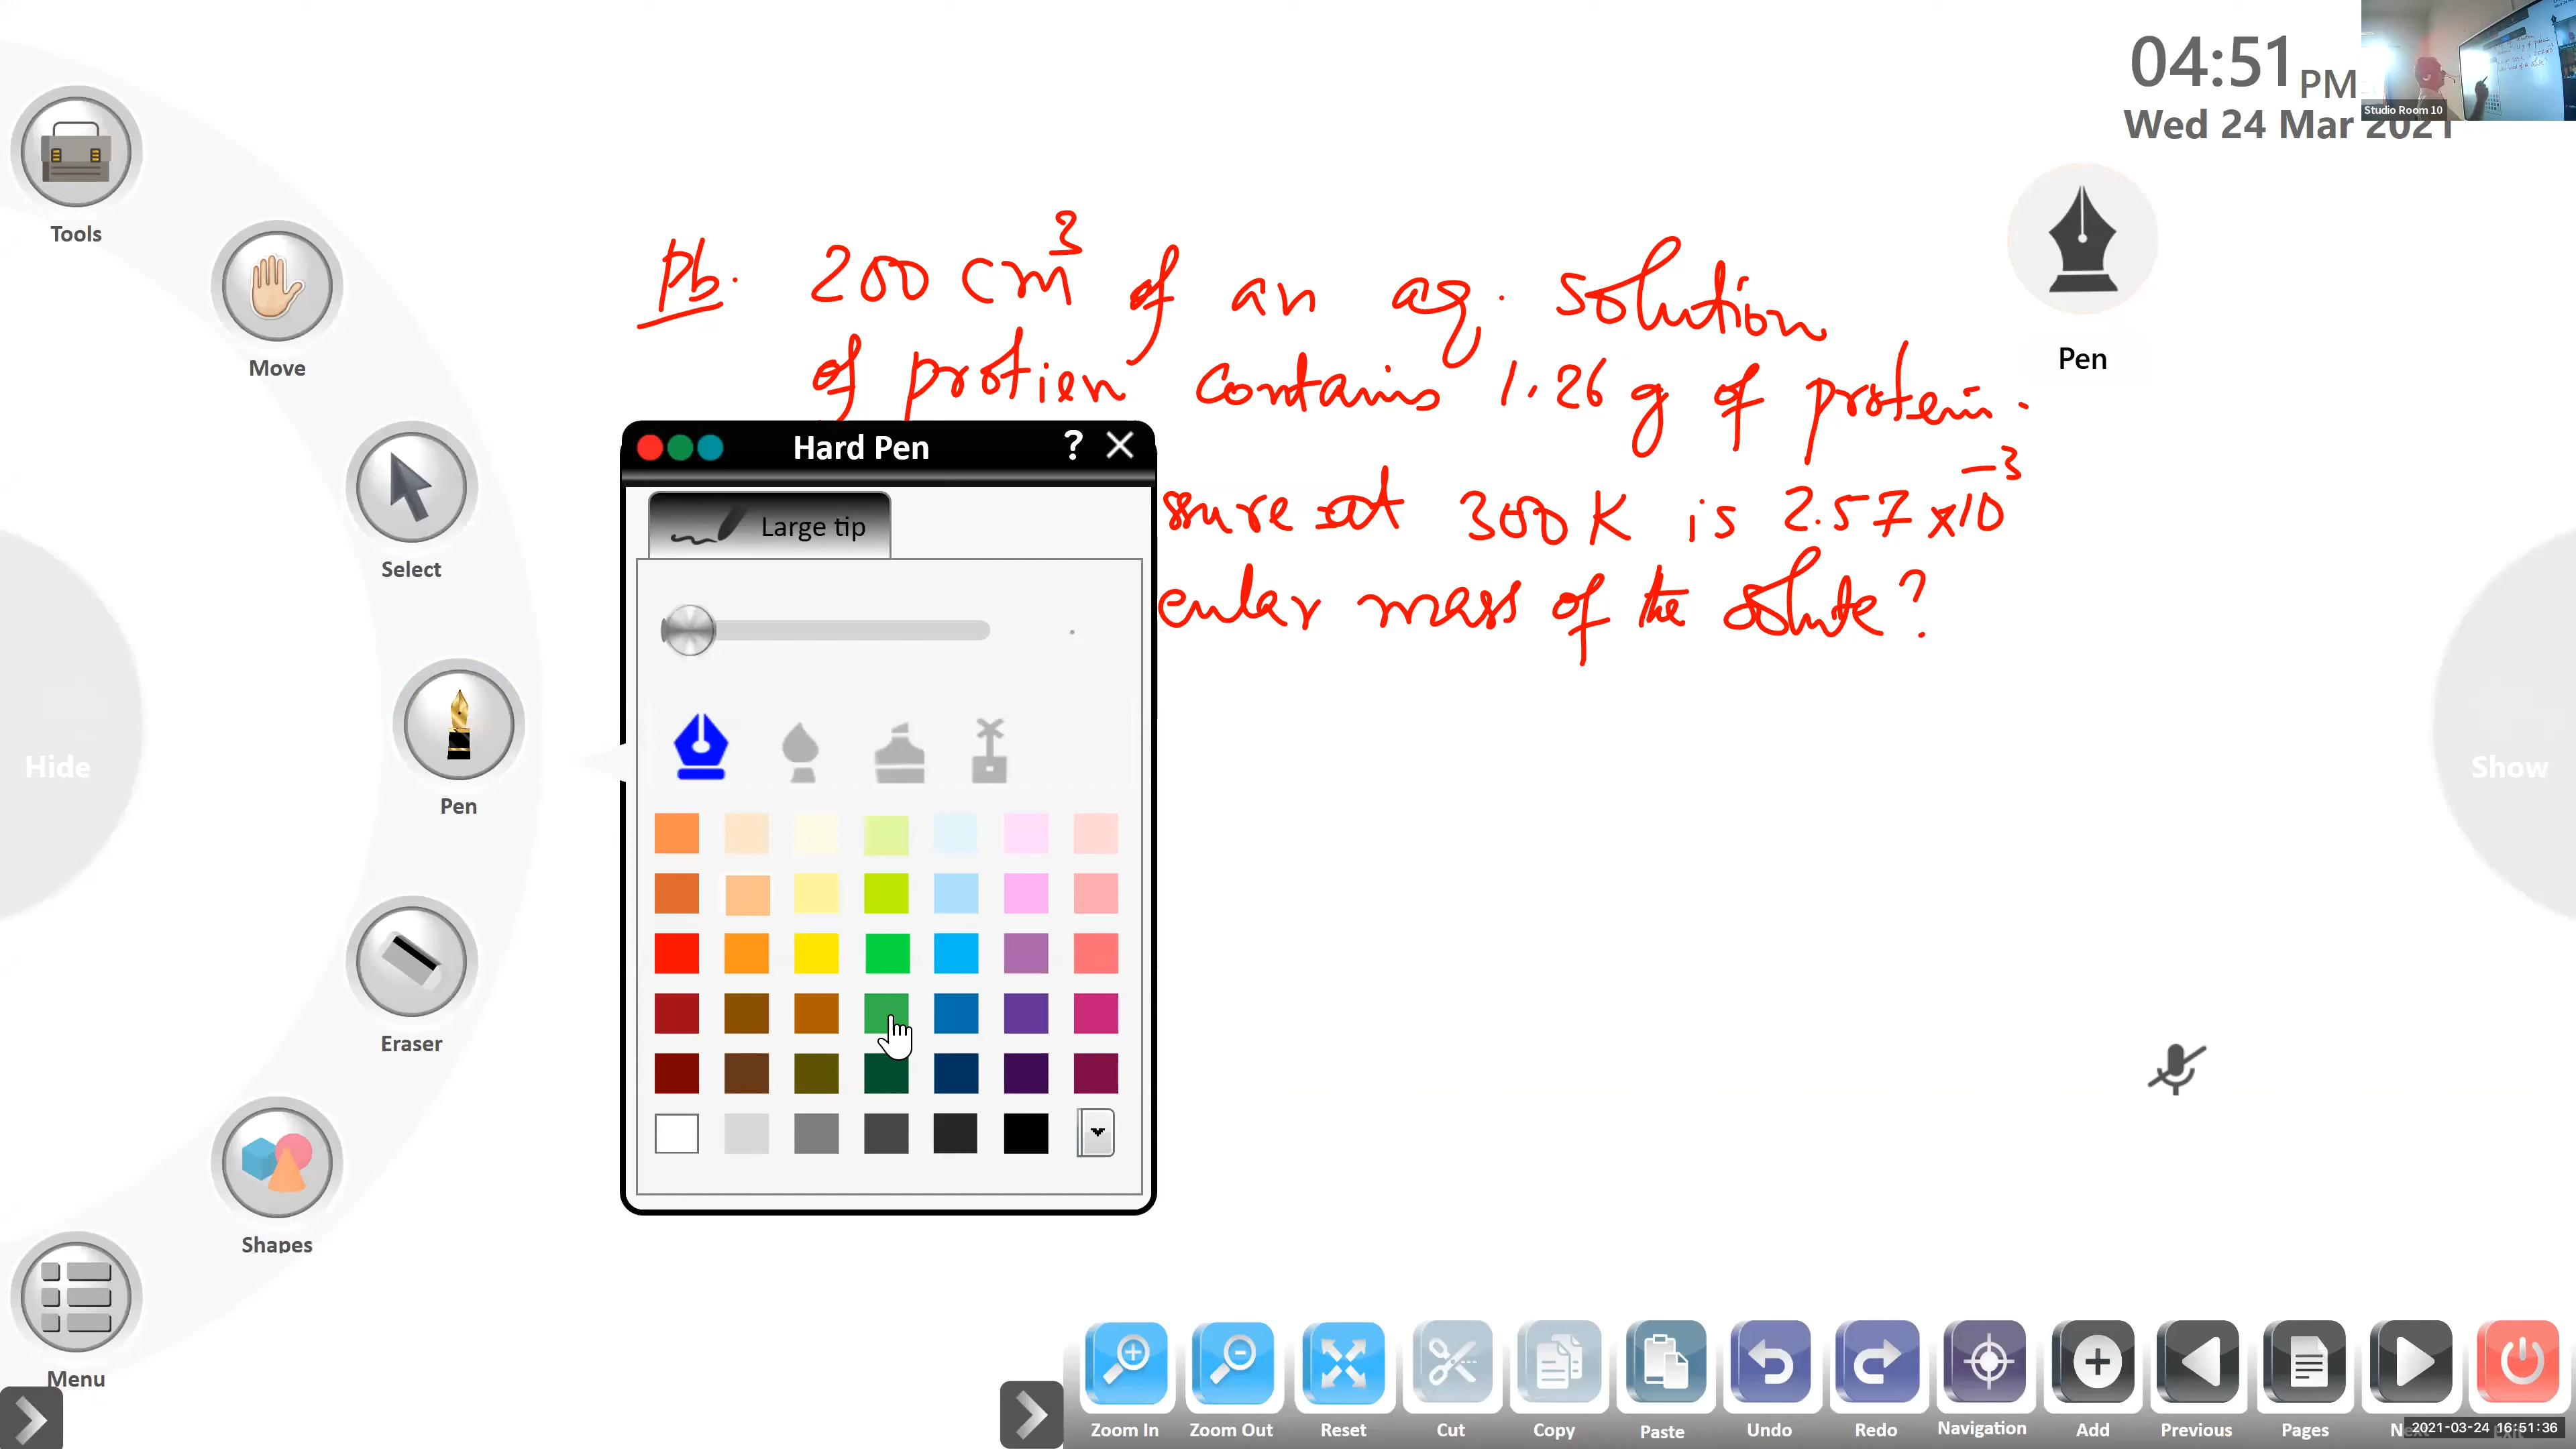 04:51 PM
Wed 24 Mar 2021
Studio Room 10
Tools
Move
Select
Pen
Eraser
Shapes
Menu
Hide
Show
Pen
Pb. 200 cm³ of an aq. solution
of protien contains 1.26 g of protein.
ssure at 300 K is 2.57 × 10⁻³
cular mass of the solute?
Hard Pen ?
Large tip
Zoom In Zoom Out Reset Cut Copy Paste Undo Redo Navigation Add Previous Pages
2021-03-24 16:51:36